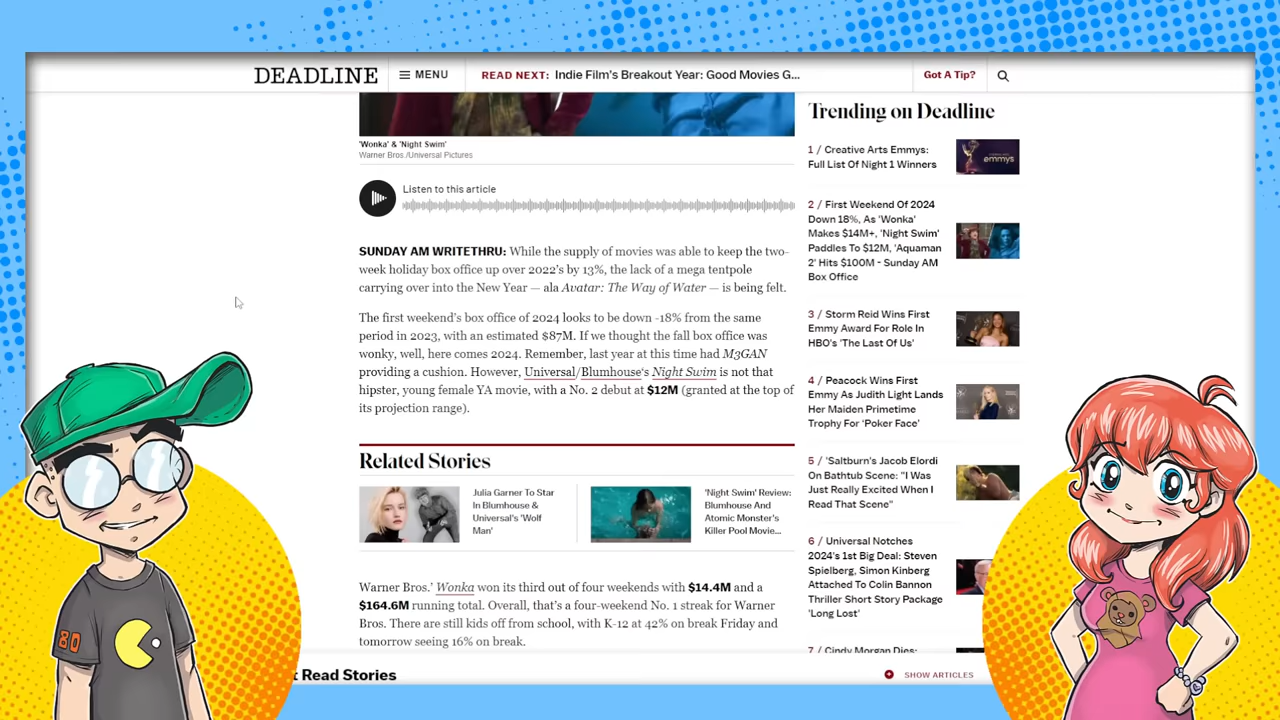 DEADLINE
MENU
READ NEXT: Indie Film's Breakout Year: Good Movies G...
Got A Tip?
'Wonka' & 'Night Swim'
Warner Bros./Universal Pictures
Listen to this article
SUNDAY AM WRITETHRU: While the supply of movies was able to keep the two-
week holiday box office up over 2022's by 13%, the lack of a mega tentpole
carrying over into the New Year — ala Avatar: The Way of Water — is being felt.
The first weekend's box office of 2024 looks to be down -18% from the same
period in 2023, with an estimated $87M. If we thought the fall box office was
wonky, well, here comes 2024. Remember, last year at this time had M3GAN
providing a cushion. However, Universal/Blumhouse's Night Swim is not that
hipster, young female YA movie, with a No. 2 debut at $12M (granted at the top of
its projection range).
Related Stories
Julia Garner To Star
In Blumhouse &
Universal's 'Wolf
Man'
'Night Swim' Review:
Blumhouse And
Atomic Monster's
Killer Pool Movie...
Warner Bros.' Wonka won its third out of four weekends with $14.4M and a
$164.6M running total. Overall, that's a four-weekend No. 1 streak for Warner
Bros. There are still kids off from school, with K-12 at 42% on break Friday and
tomorrow seeing 16% on break.
Trending on Deadline
1 / Creative Arts Emmys:
Full List Of Night 1 Winners
emmys
2 / First Weekend Of 2024
Down 18%, As 'Wonka'
Makes $14M+, 'Night Swim'
Paddles To $12M, 'Aquaman
2' Hits $100M - Sunday AM
Box Office
3 / Storm Reid Wins First
Emmy Award For Role In
HBO's 'The Last Of Us'
4 / Peacock Wins First
Emmy As Judith Light Lands
Her Maiden Primetime
Trophy For 'Poker Face'
5 / 'Saltburn's Jacob Elordi
On Bathtub Scene: "I Was
Just Really Excited When I
Read That Scene"
6 / Universal Notches
2024's 1st Big Deal: Steven
Spielberg, Simon Kinberg
Attached To Colin Bannon
Thriller Short Story Package
'Long Lost'
7 / Cindy Morgan Dies:
t Read Stories
SHOW ARTICLES
80